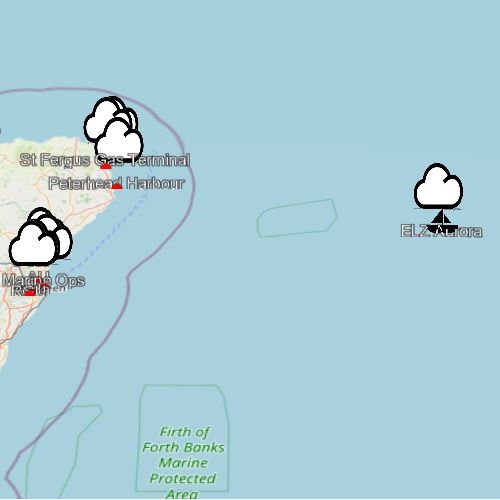 St Fergus Gas Terminal
Peterhead Harbour
ELZ Aurora
Marine Ops
Firth of
Forth Banks
Marine
Protected
Area